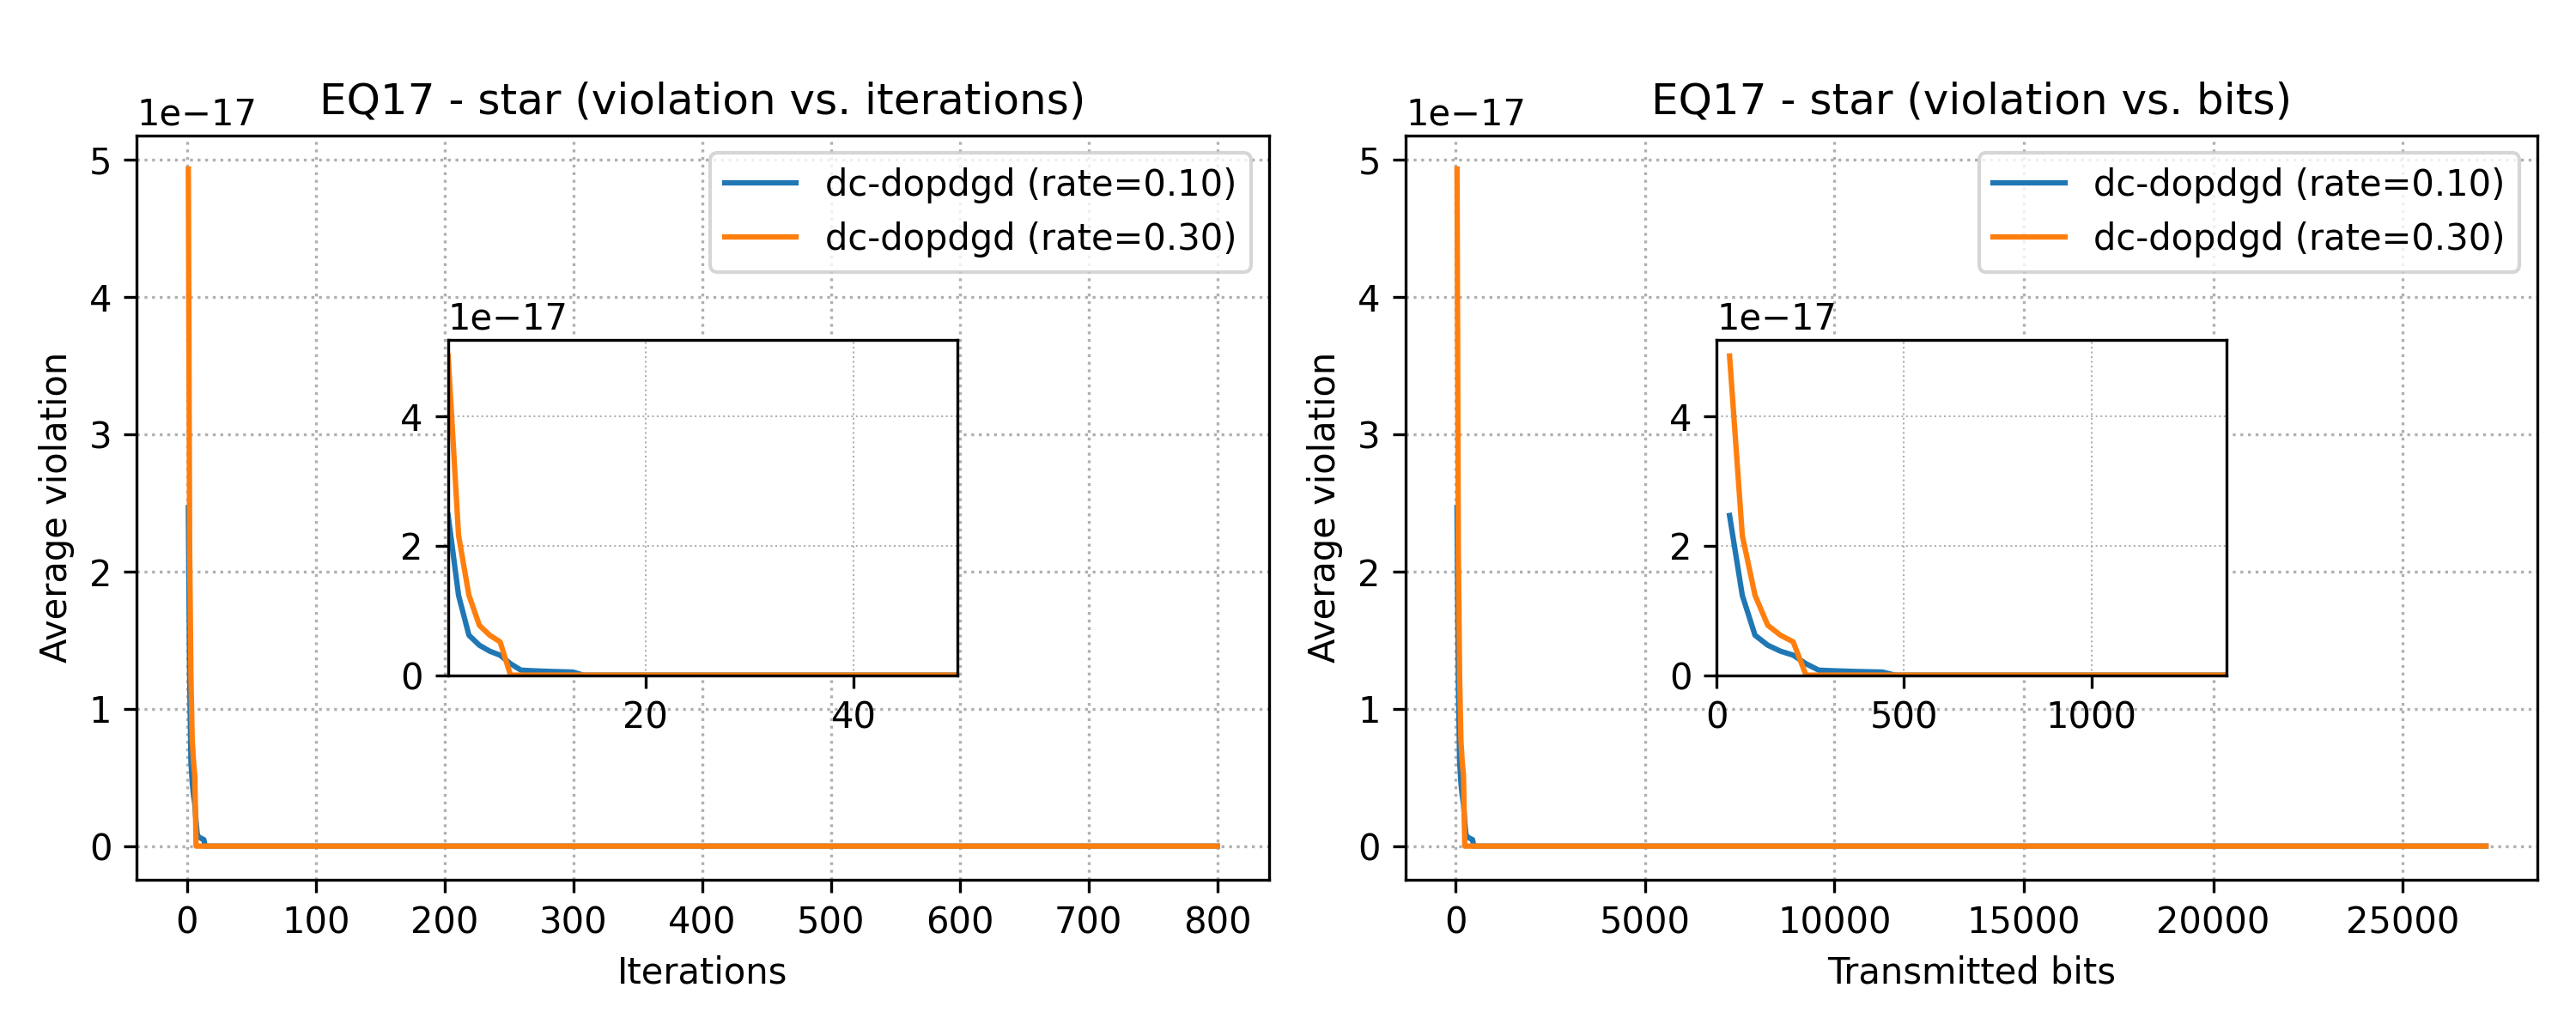 EQ17 - star (violation vs. iterations)
1e−17
5
4
3
2
1
0
Average violation
dc-dopdgd (rate=0.10)
dc-dopdgd (rate=0.30)
1e−17
4
2
0
20
40
0
100
200
300
400
500
600
700
800
Iterations
EQ17 - star (violation vs. bits)
1e−17
5
4
3
2
1
0
Average violation
dc-dopdgd (rate=0.10)
dc-dopdgd (rate=0.30)
1e−17
4
2
0
0
500
1000
0
5000
10000
15000
20000
25000
Transmitted bits